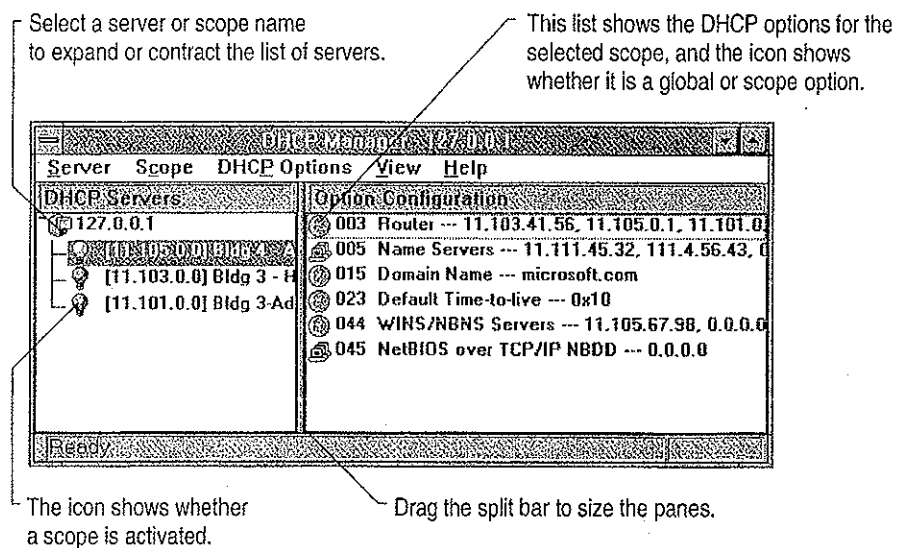 Select a server or scope name
to expand or contract the list of servers.
This list shows the DHCP options for the
selected scope, and the icon shows
whether it is a global or scope option.
DHCP Manager - 127.0.0.1
Server Scope DHCP Options View Help
DHCP Servers
127.0.0.1
[11.105.0.0] Bldg 4 - A
[11.103.0.0] Bldg 3 - H
[11.101.0.0] Bldg 3-Ad
Option Configuration
003 Router --- 11.103.41.56, 11.105.0.1, 11.101.0
005 Name Servers --- 11.111.45.32, 111.4.56.43, 0
015 Domain Name --- microsoft.com
023 Default Time-to-live --- 0x10
044 WINS/NBNS Servers --- 11.105.67.98, 0.0.0.0
045 NetBIOS over TCP/IP NBDD --- 0.0.0.0
Ready
The icon shows whether
a scope is activated.
Drag the split bar to size the panes.